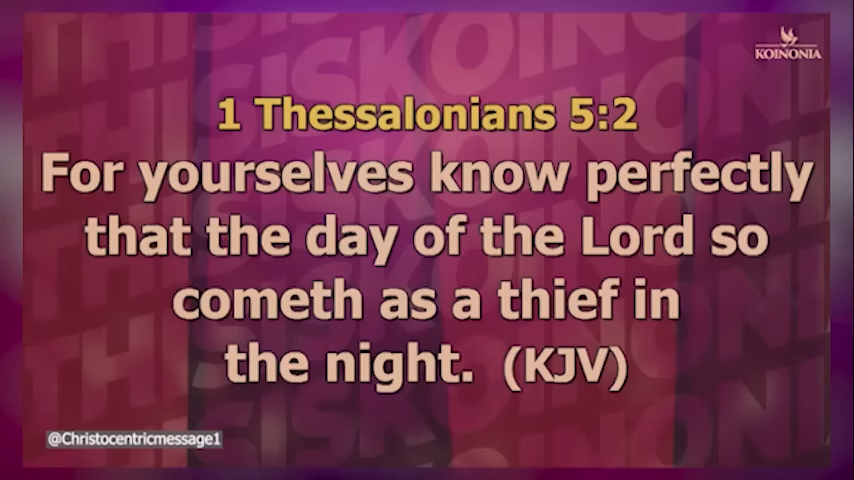 KOINONIA
1 Thessalonians 5:2
For yourselves know perfectly
that the day of the Lord so
cometh as a thief in
the night. (KJV)
@Christocentricmessage1